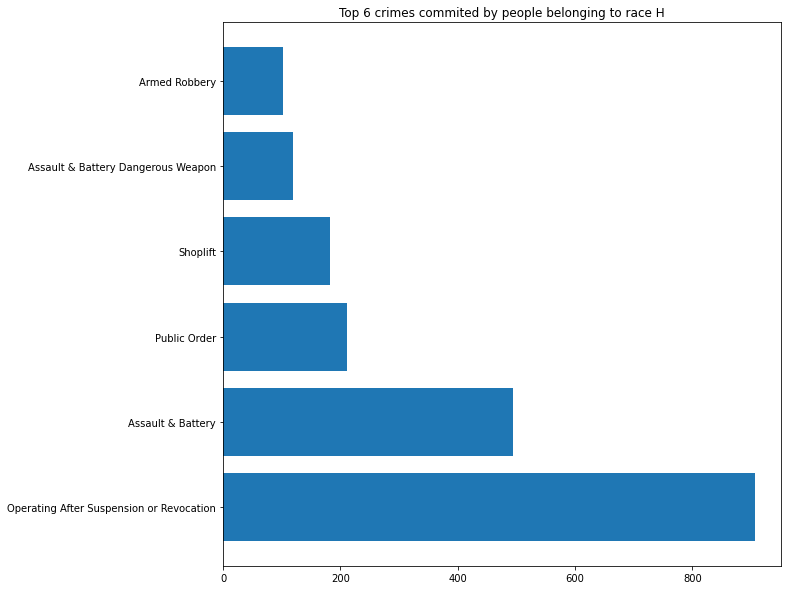 Top 6 crimes commited by people belonging to race H
Armed Robbery
Assault & Battery Dangerous Weapon
Shoplift
Public Order
Assault & Battery
Operating After Suspension or Revocation
0 200 400 600 800